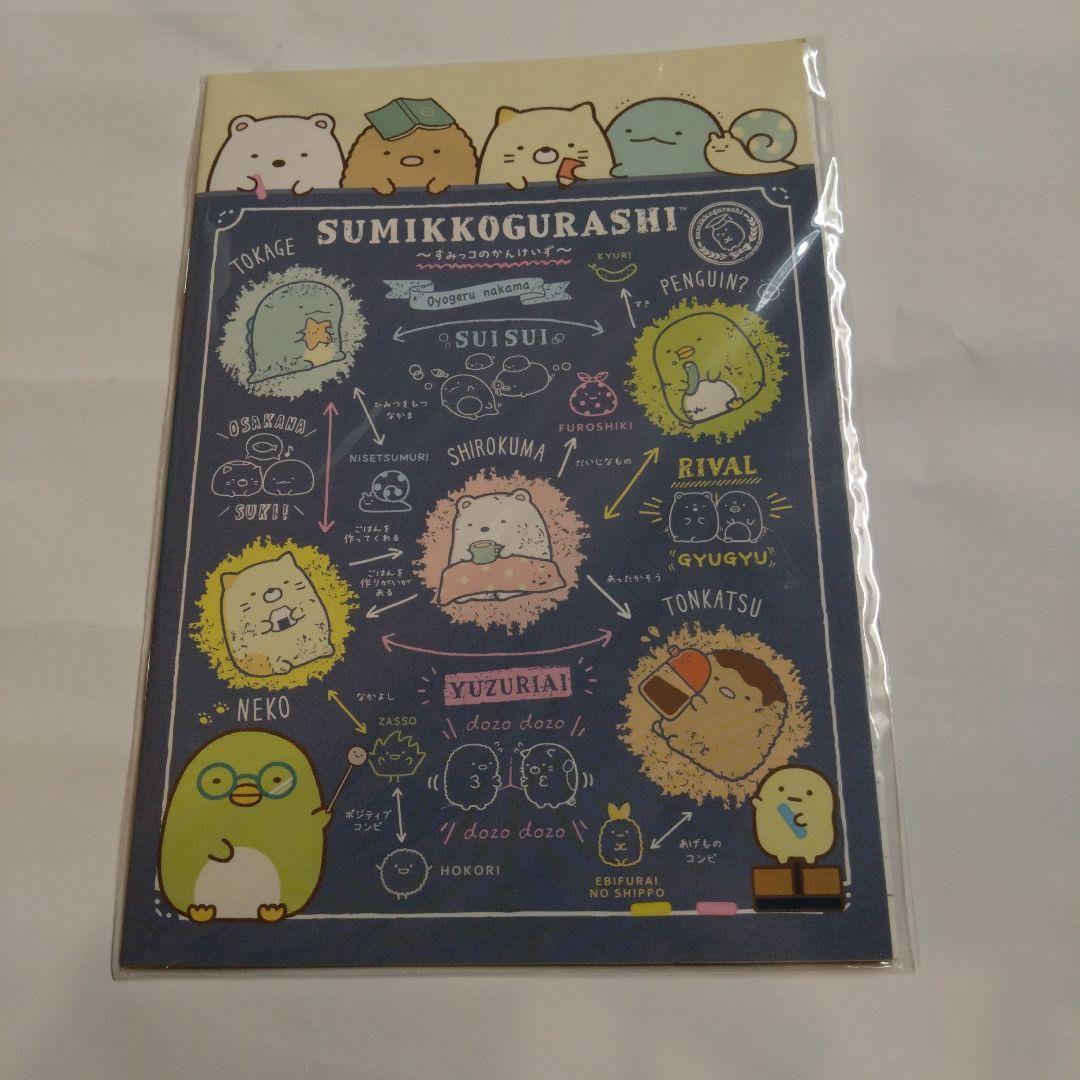 SUMIKKOGURASHI™
～すみっコのかんけいず～
sumikkogurashi
TOKAGE
KYURI
PENGUIN?
すき
Oyogeru nakama
SUISUI
ひみつをもつ
なかま
OSAKANA
SUKI!
NISETSUMURI
SHIROKUMA
FUROSHIKI
だいじなもの
RIVAL
GYUGYU
ごはんを
作ってくれる
ごはんを
作りがいが
ある
あったかそう
TONKATSU
NEKO
なかよし
ZASSO
YUZURIAI
dozo dozo
dozo dozo
ポジティブ
コンビ
HOKORI
EBIFURAI
NO SHIPPO
あげもの
コンビ